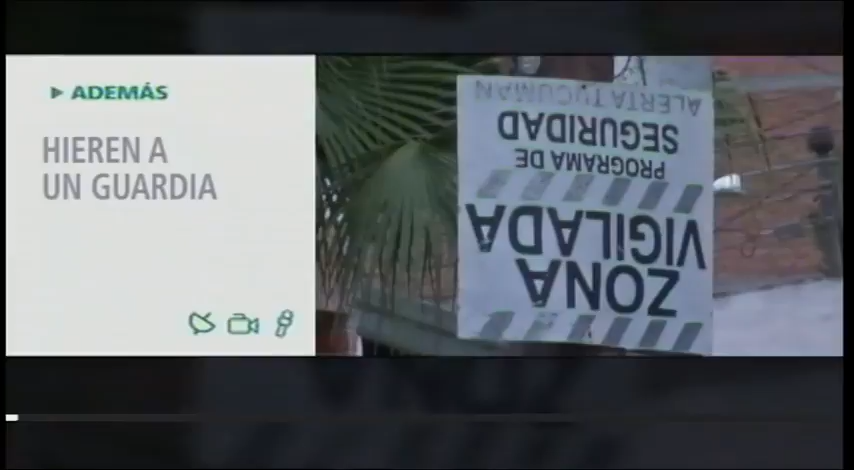 ADEMÁS
HIEREN A
UN GUARDIA
ZONA
VIGILADA
PROGRAMA DE
SEGURIDAD
ALERTA TUCUMAN